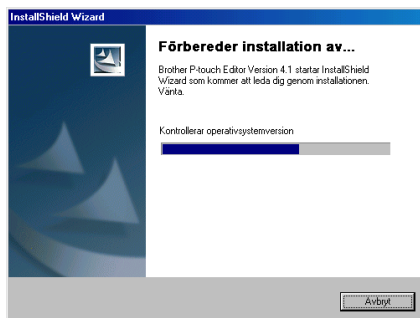 InstallShield Wizard
Förbereder installation av...
Brother P-touch Editor Version 4.1 startar InstallShield
Wizard som kommer att leda dig genom installationen.
Vänta.
Kontrollerar operativsystemversion
Avbryt